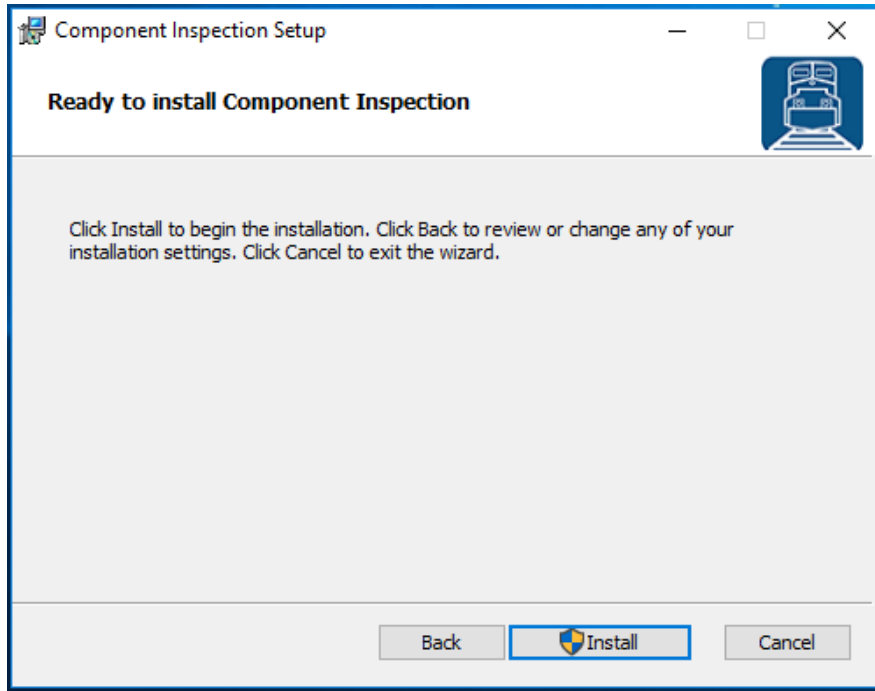 Component Inspection Setup
Ready to install Component Inspection
Click Install to begin the installation. Click Back to review or change any of your
installation settings. Click Cancel to exit the wizard.
Back
Install
Cancel